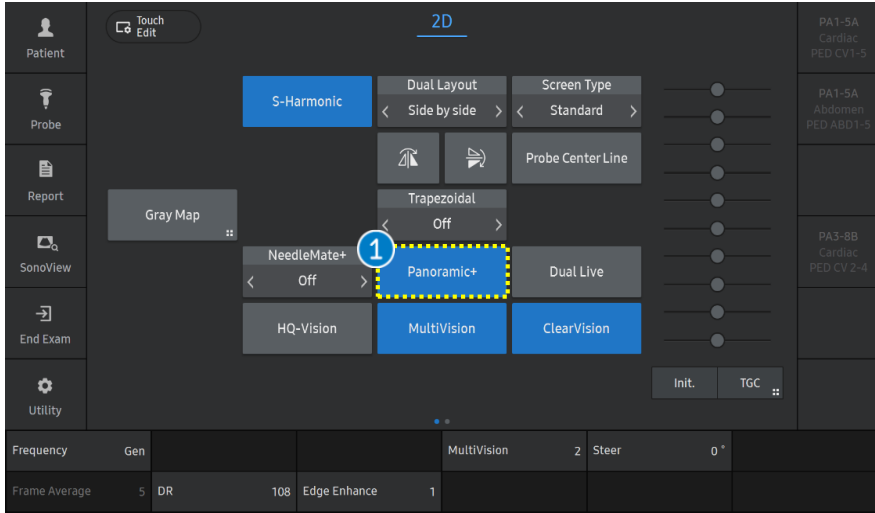 Touch
Edit
2D
PA1-5A
Cardiac
PED CV1-5
Patient
S-Harmonic
Dual Layout
< Side by side >
Screen Type
< Standard >
PA1-5A
Abdomen
PED ABD1-5
Probe
Probe Center Line
Report
Gray Map
Trapezoidal
< Off >
SonoView
PA3-8B
Cardiac
PED CV 2-4
NeedleMate+
< Off >
1
Panoramic+
Dual Live
End Exam
HQ-Vision
MultiVision
ClearVision
Utility
Init.
TGC
Frequency Gen
MultiVision 2
Steer 0°
Frame Average 5
DR 108
Edge Enhance 1